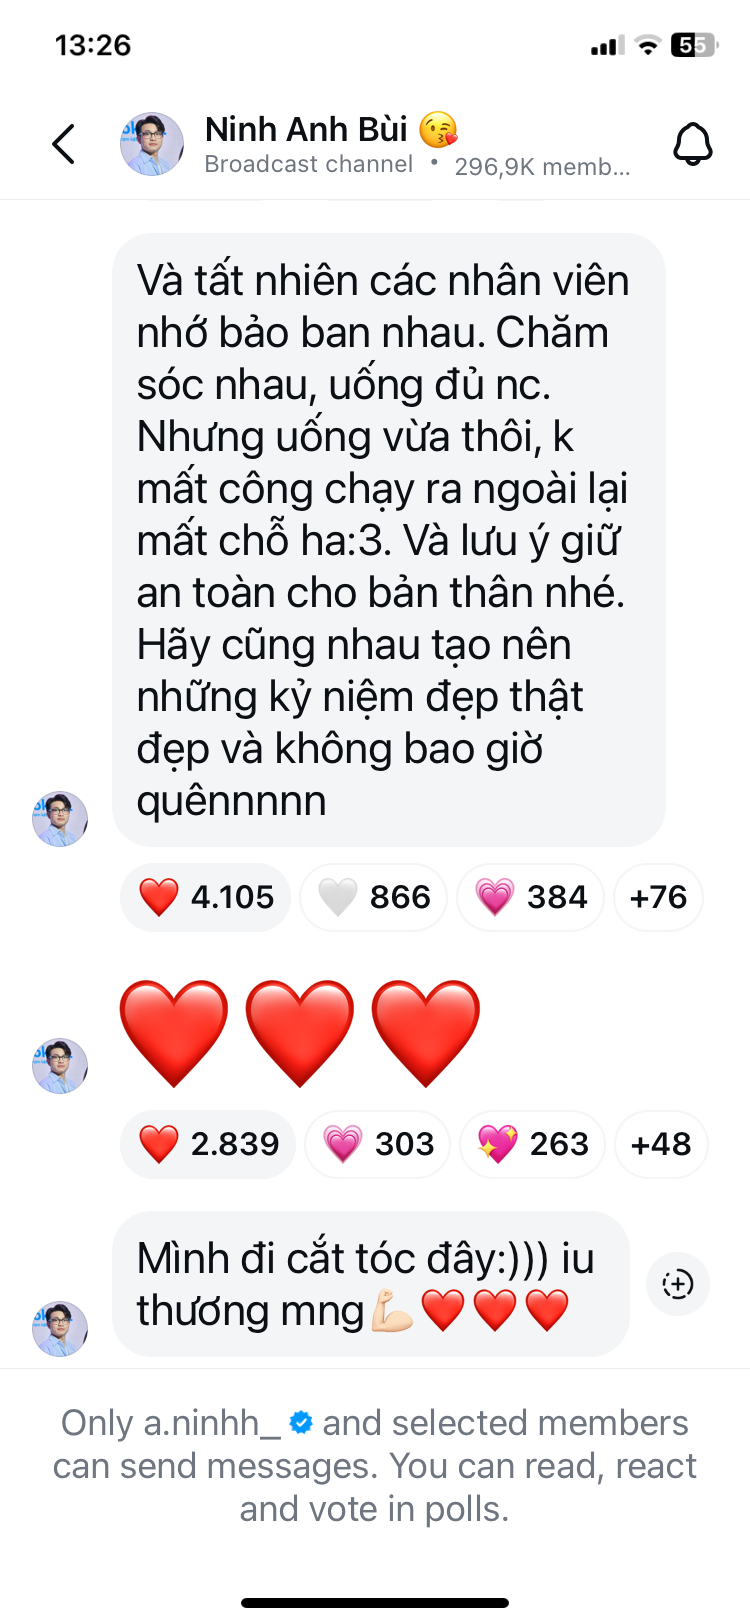 13:26
55
Ninh Anh Bùi 😘
Broadcast channel • 296,9K memb...
Và tất nhiên các nhân viên
nhớ bảo ban nhau. Chăm
sóc nhau, uống đủ nc.
Nhưng uống vừa thôi, k
mất công chạy ra ngoài lại
mất chỗ ha:3. Và lưu ý giữ
an toàn cho bản thân nhé.
Hãy cũng nhau tạo nên
những kỷ niệm đẹp thật
đẹp và không bao giờ
quênnnnn
❤️ 4.105 🤍 866 💗 384 +76
❤️❤️❤️
❤️ 2.839 💗 303 💖 263 +48
Mình đi cắt tóc đây:))) iu
thương mng💪🏻❤️❤️❤️
Only a.ninhh_ and selected members
can send messages. You can read, react
and vote in polls.